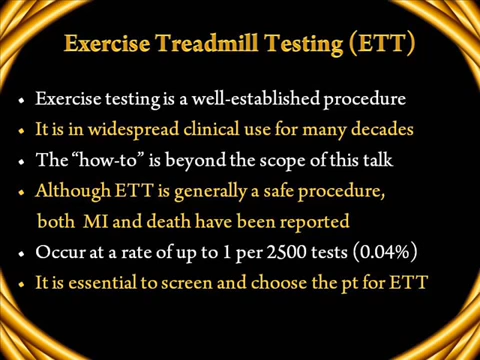 Exercise Treadmill Testing (ETT)
• Exercise testing is a well-established procedure
• It is in widespread clinical use for many decades
• The “how-to” is beyond the scope of this talk
• Although ETT is generally a safe procedure,
both MI and death have been reported
• Occur at a rate of up to 1 per 2500 tests (0.04%)
• It is essential to screen and choose the pt for ETT